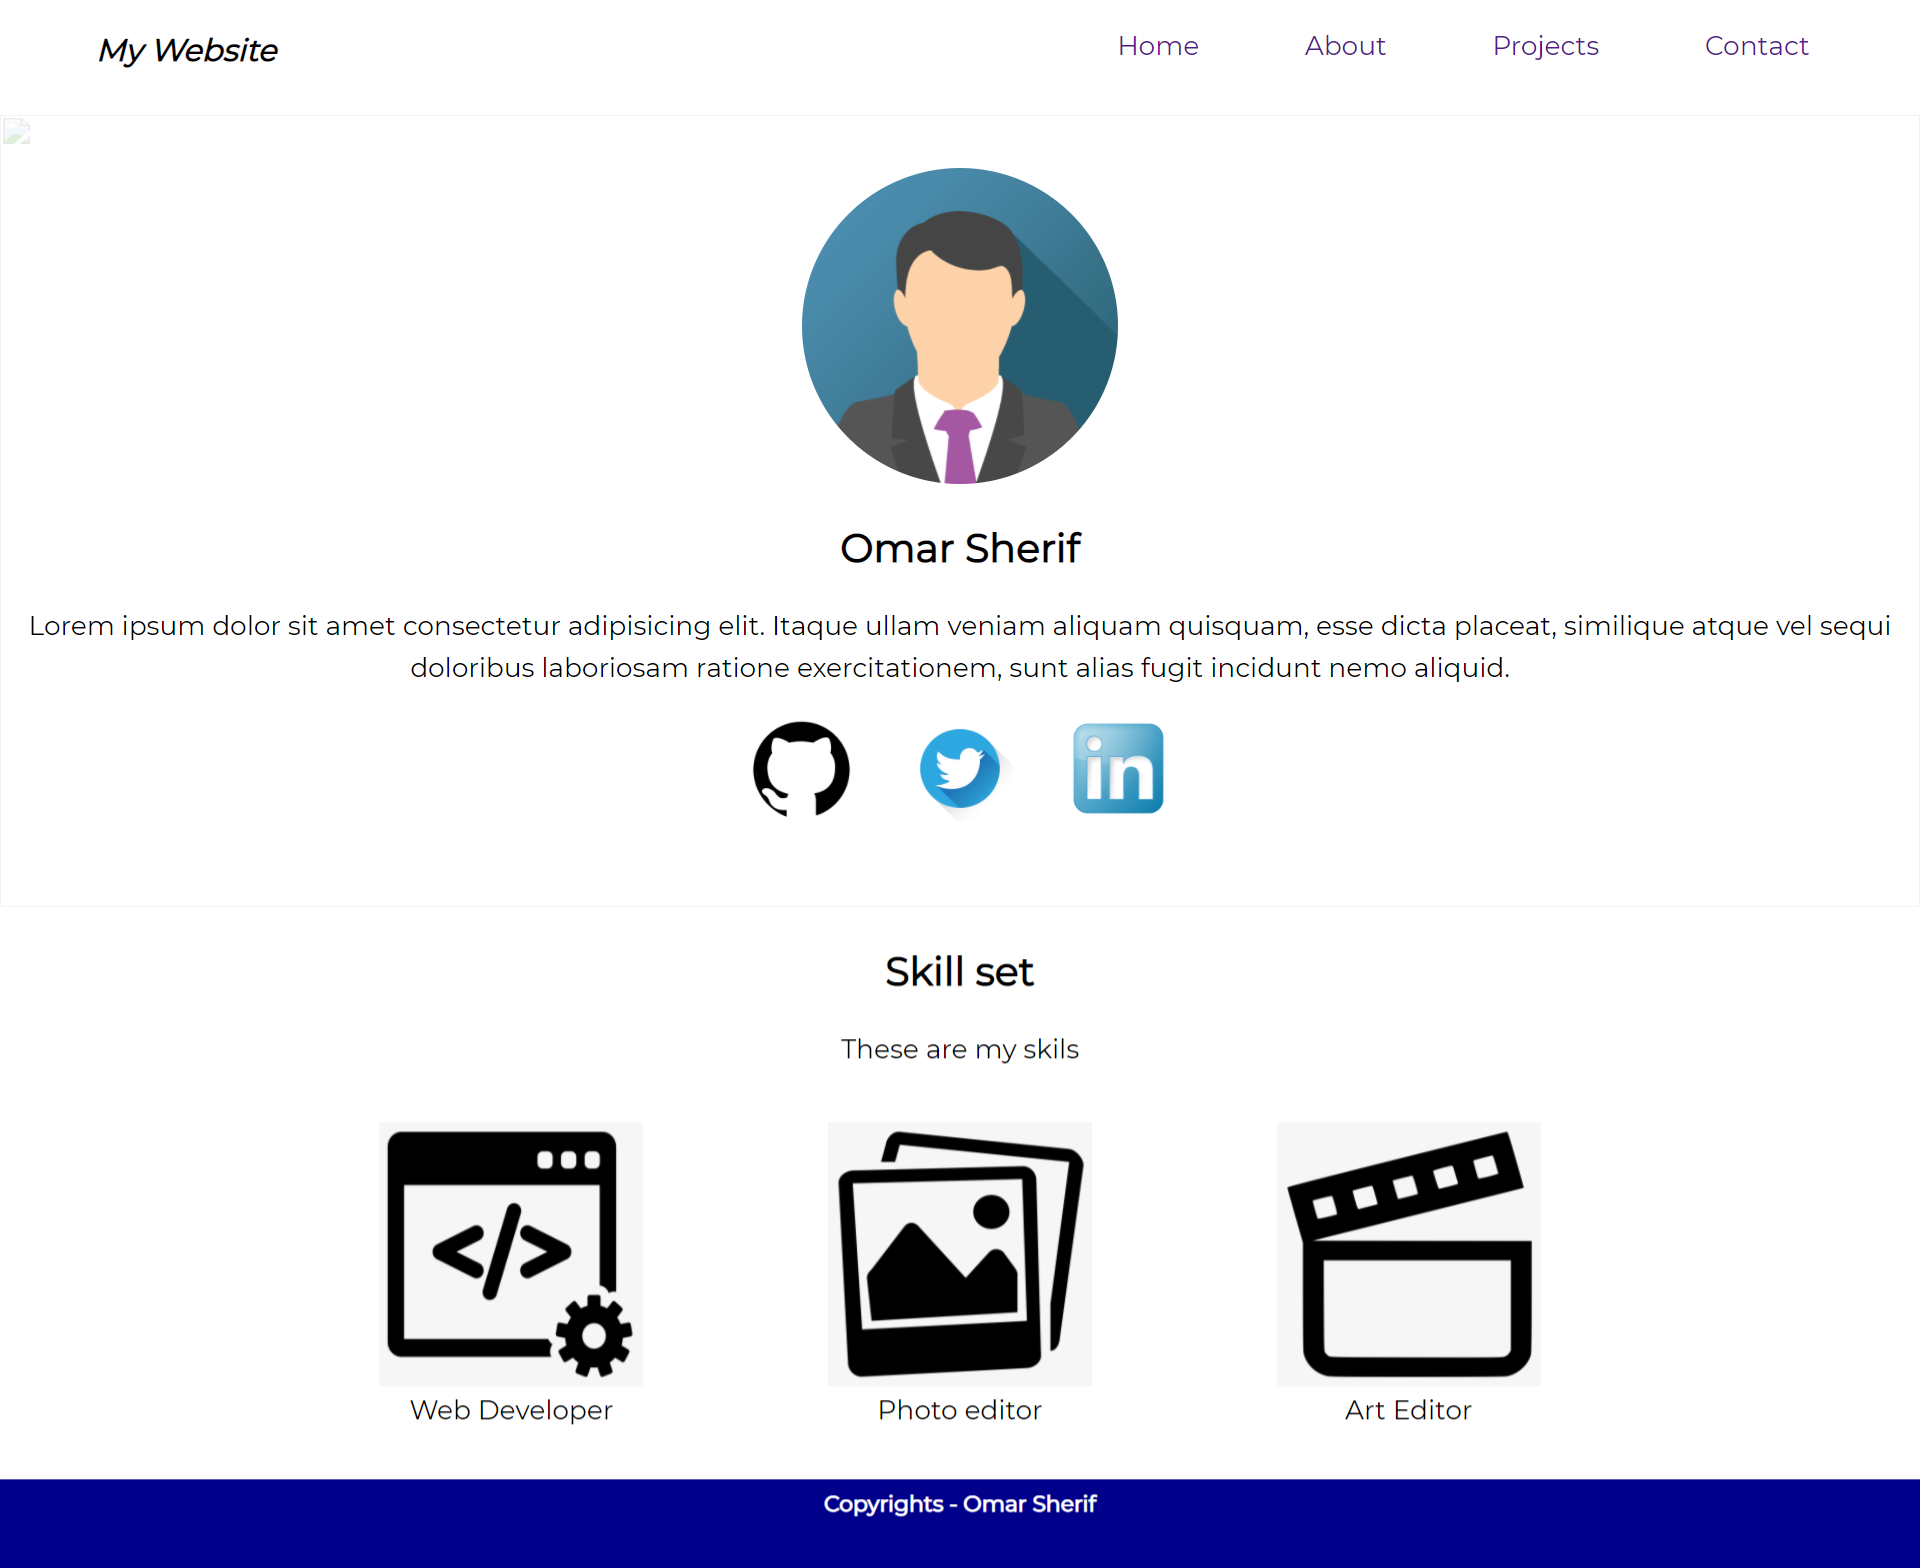 My Website
Home About Projects Contact
Omar Sherif
Lorem ipsum dolor sit amet consectetur adipisicing elit. Itaque ullam veniam aliquam quisquam, esse dicta placeat, similique atque vel sequi
doloribus laboriosam ratione exercitationem, sunt alias fugit incidunt nemo aliquid.
in
Skill set
These are my skils
</>
Web Developer
Photo editor
Art Editor
Copyrights - Omar Sherif